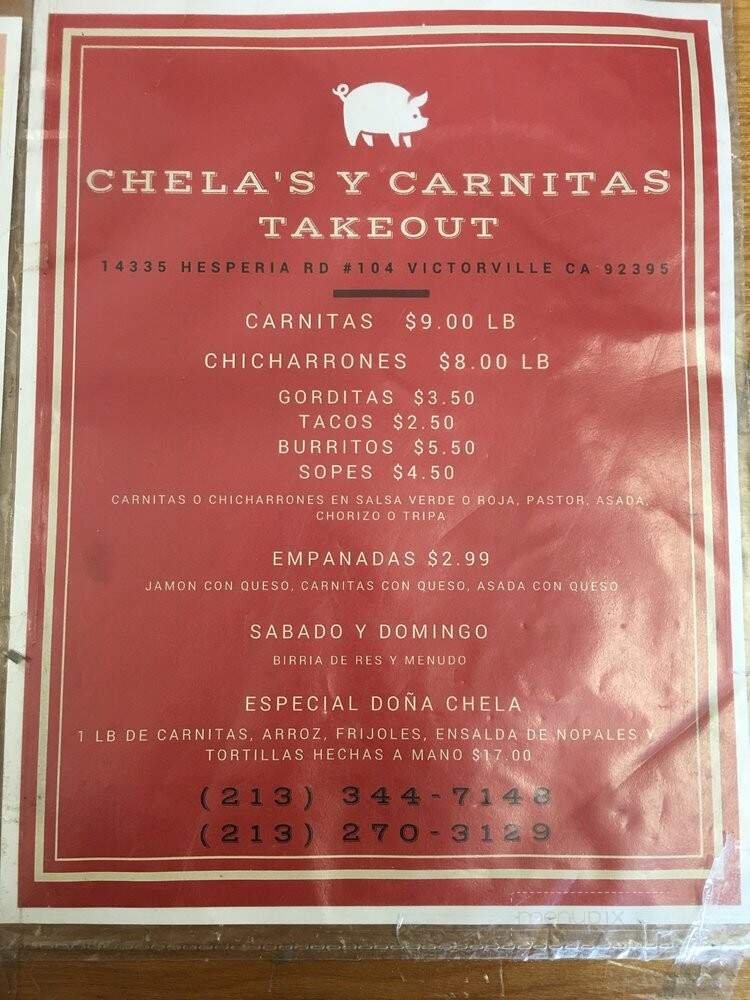 CHELA'S Y CARNITAS
TAKEOUT
14335 HESPERIA RD #104 VICTORVILLE CA 92395
CARNITAS $9.00 LB
CHICHARRONES $8.00 LB
GORDITAS $3.50
TACOS $2.50
BURRITOS $5.50
SOPES $4.50
CARNITAS O CHICHARRONES EN SALSA VERDE O ROJA, PASTOR, ASADA,
CHORIZO O TRIPA
EMPANADAS $2.99
JAMON CON QUESO, CARNITAS CON QUESO, ASADA CON QUESO
SABADO Y DOMINGO
BIRRIA DE RES Y MENUDO
ESPECIAL DOÑA CHELA
1 LB DE CARNITAS, ARROZ, FRIJOLES, ENSALDA DE NOPALES Y
TORTILLAS HECHAS A MANO $17.00
(213) 344-7148
(213) 270-3129
menupix